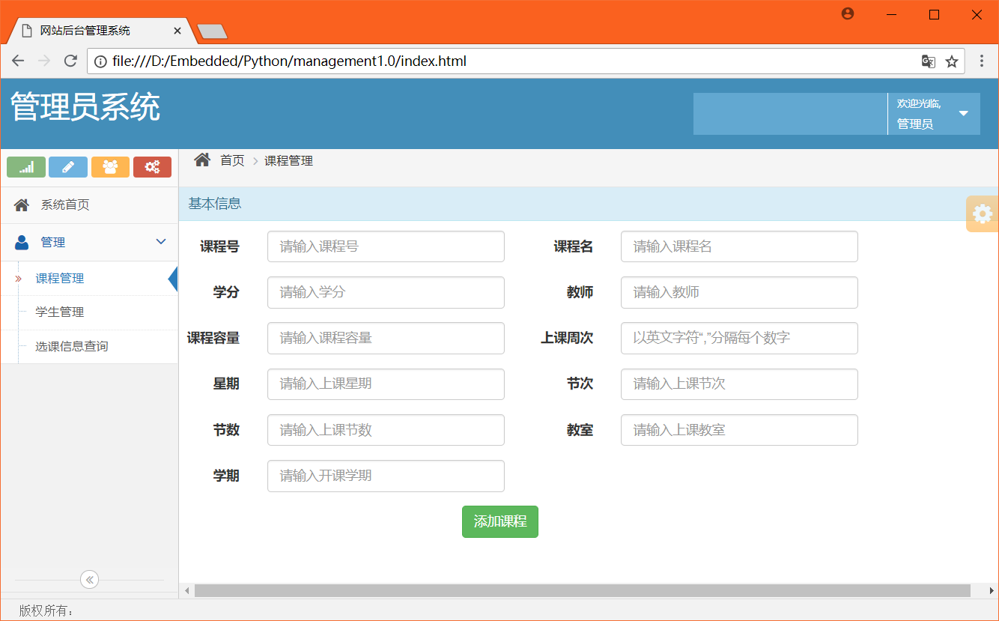 网站后台管理系统
file:///D:/Embedded/Python/management1.0/index.html
管理员系统
欢迎光临,
管理员
首页 课程管理
系统首页
管理
课程管理
学生管理
选课信息查询
基本信息
课程号 请输入课程号 课程名 请输入课程名
学分 请输入学分 教师 请输入教师
课程容量 请输入课程容量 上课周次 以英文字符“,”分隔每个数字
星期 请输入上课星期 节次 请输入上课节次
节数 请输入上课节数 教室 请输入上课教室
学期 请输入开课学期
添加课程
版权所有：